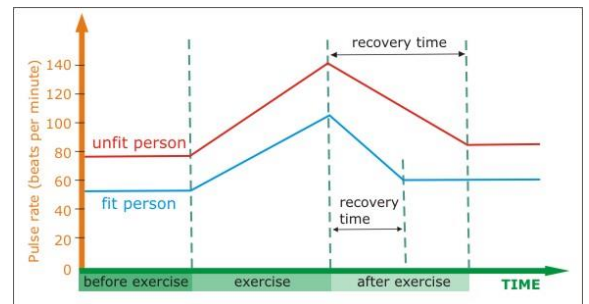 recovery time
Pulse rate (beats per minute)
140
120
100
80
60
40
20
0
unfit person
fit person
recovery
time
before exercise
exercise
after exercise
TIME